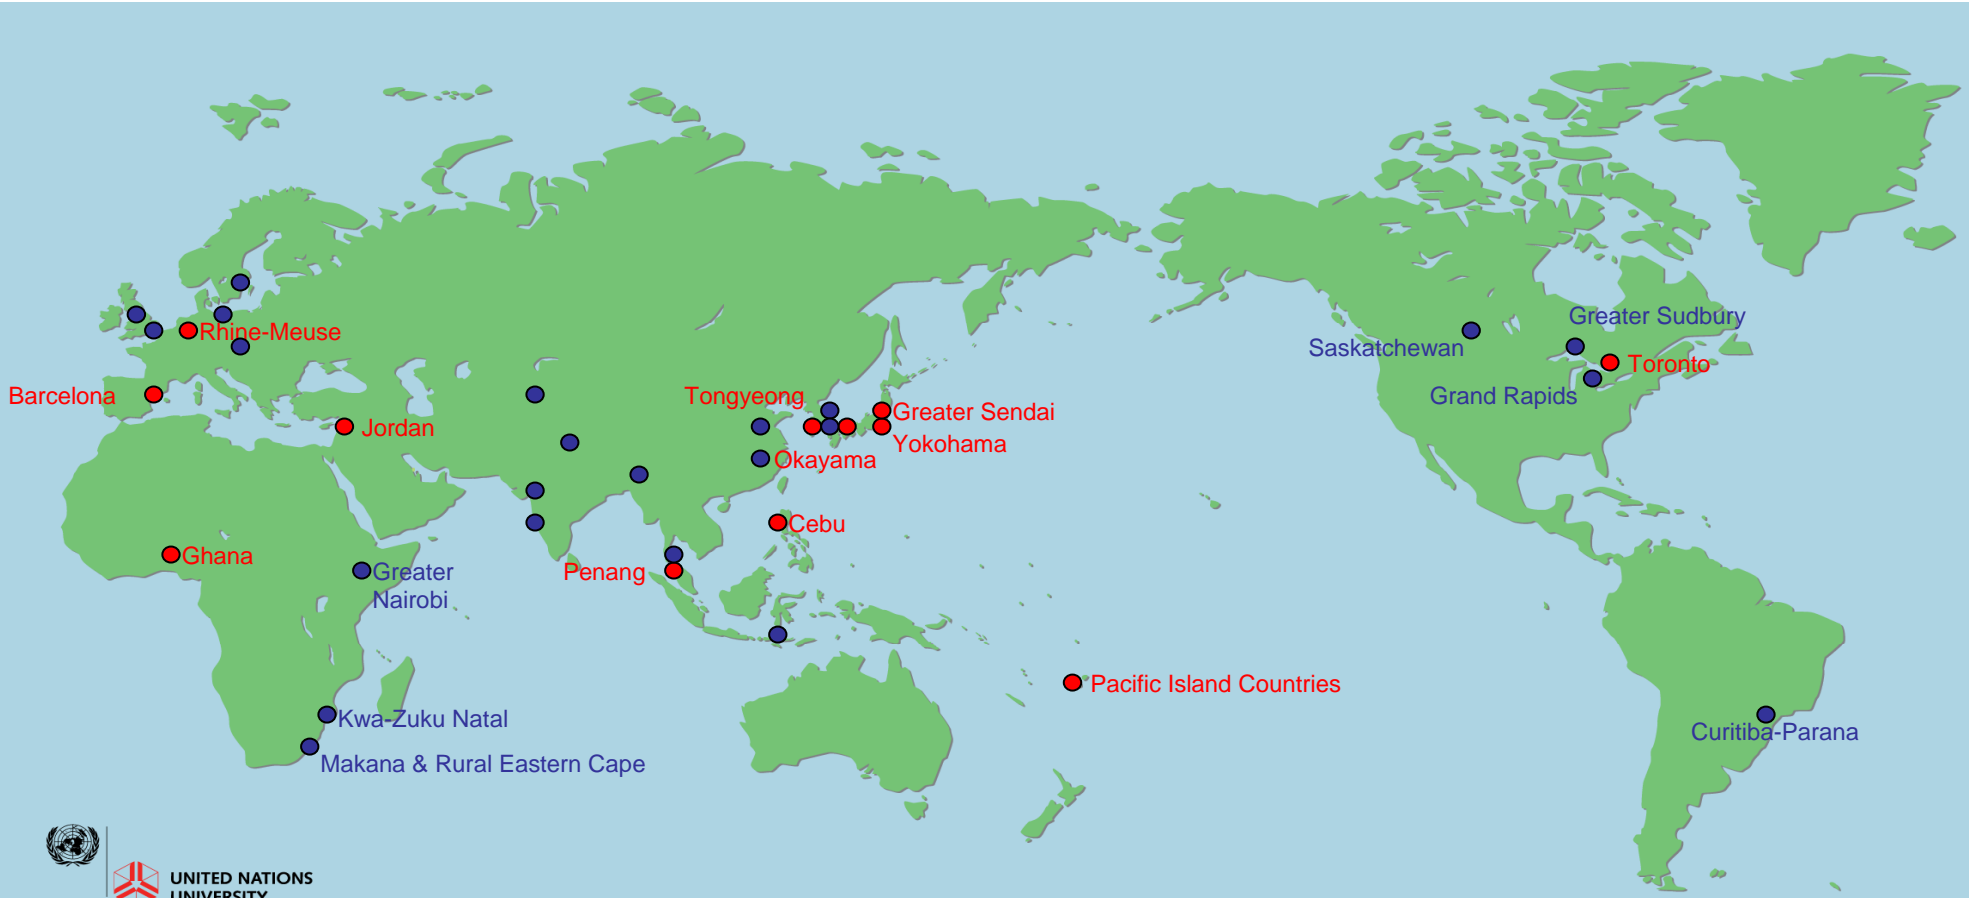 Greater Sudbury
Rhine-Meuse
Saskatchewan
Toronto
Barcelona
Tongyeong
Grand Rapids
Greater Sendai
Jordan
Yokohama
Okayama
Cebu
Ghana
Penang
Greater
Nairobi
Pacific Island Countries
Kwa-Zuku Natal
Curitiba-Parana
Makana & Rural Eastern Cape
UNITED NATIONS
UNIVERSITY